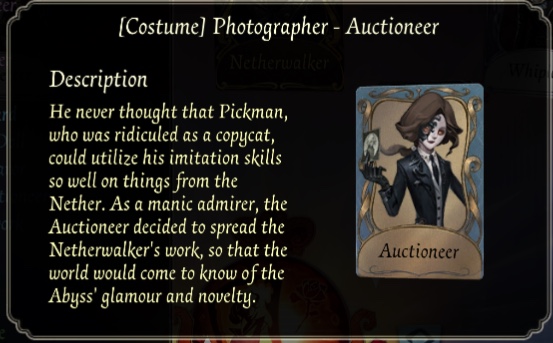 [Costume] Photographer - Auctioneer
Netherwalker
Whip
Description
He never thought that Pickman,
who was ridiculed as a copycat,
could utilize his imitation skills
so well on things from the
Nether. As a manic admirer, the
Auctioneer decided to spread the
Netherwalker's work, so that the
world would come to know of the
Abyss' glamour and novelty.
Auctioneer